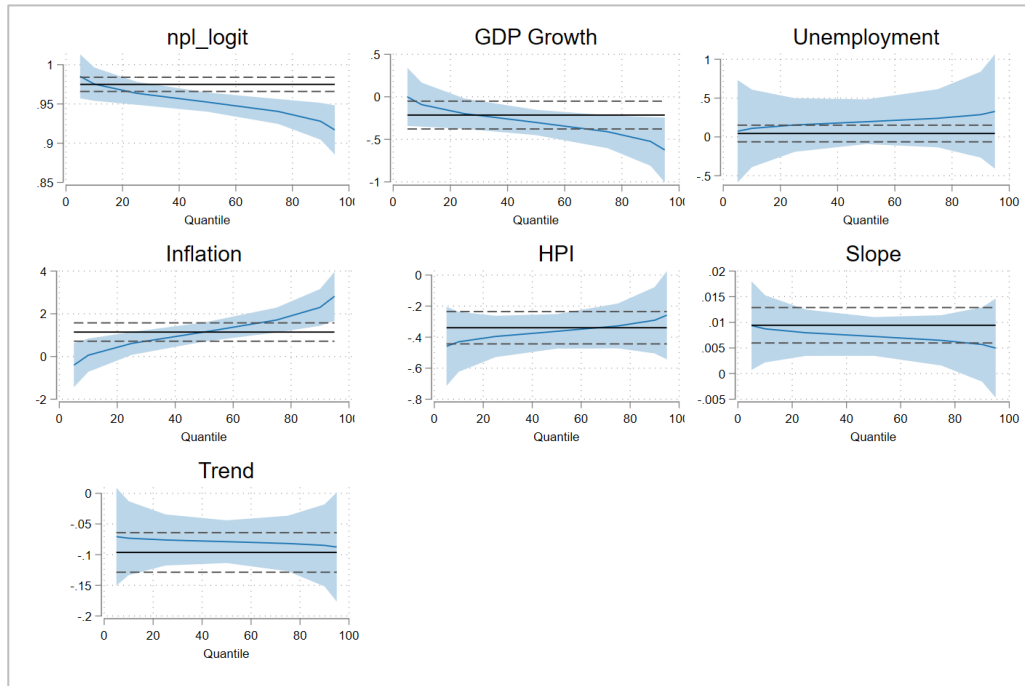 npl_logit
1
.95
.9
.85
0 20 40 60 80 100
Quantile
GDP Growth
.5
0
-.5
-1
0 20 40 60 80 100
Quantile
Unemployment
1
.5
0
-.5
0 20 40 60 80 100
Quantile
Inflation
4
2
0
-2
0 20 40 60 80 100
Quantile
HPI
0
-.2
-.4
-.6
-.8
0 20 40 60 80 100
Quantile
Slope
.02
.015
.01
.005
0
-.005
0 20 40 60 80 100
Quantile
Trend
0
-.05
-.1
-.15
-.2
0 20 40 60 80 100
Quantile